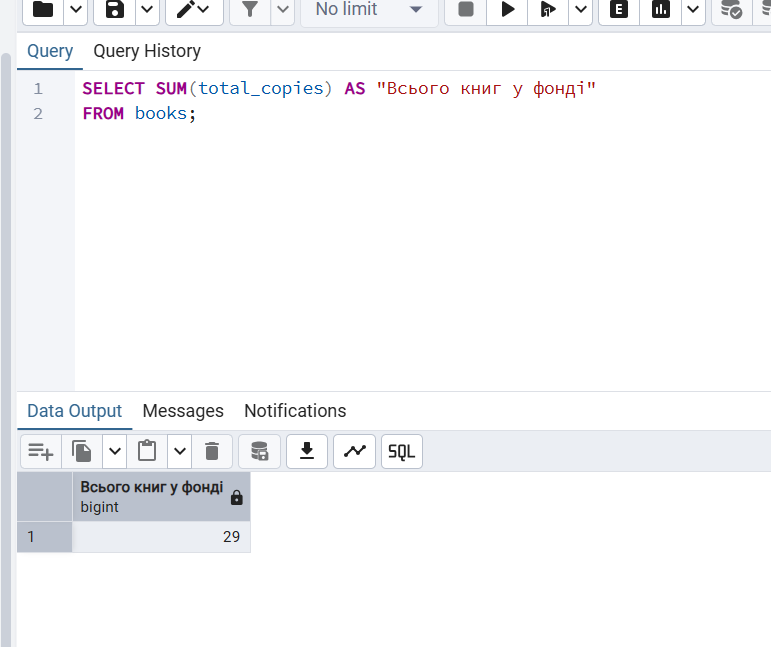 No limit
E
Query Query History
1 SELECT SUM(total_copies) AS "Всього книг у фонді"
2 FROM books;
Data Output Messages Notifications
SQL
Всього книг у фонді
bigint
1 29